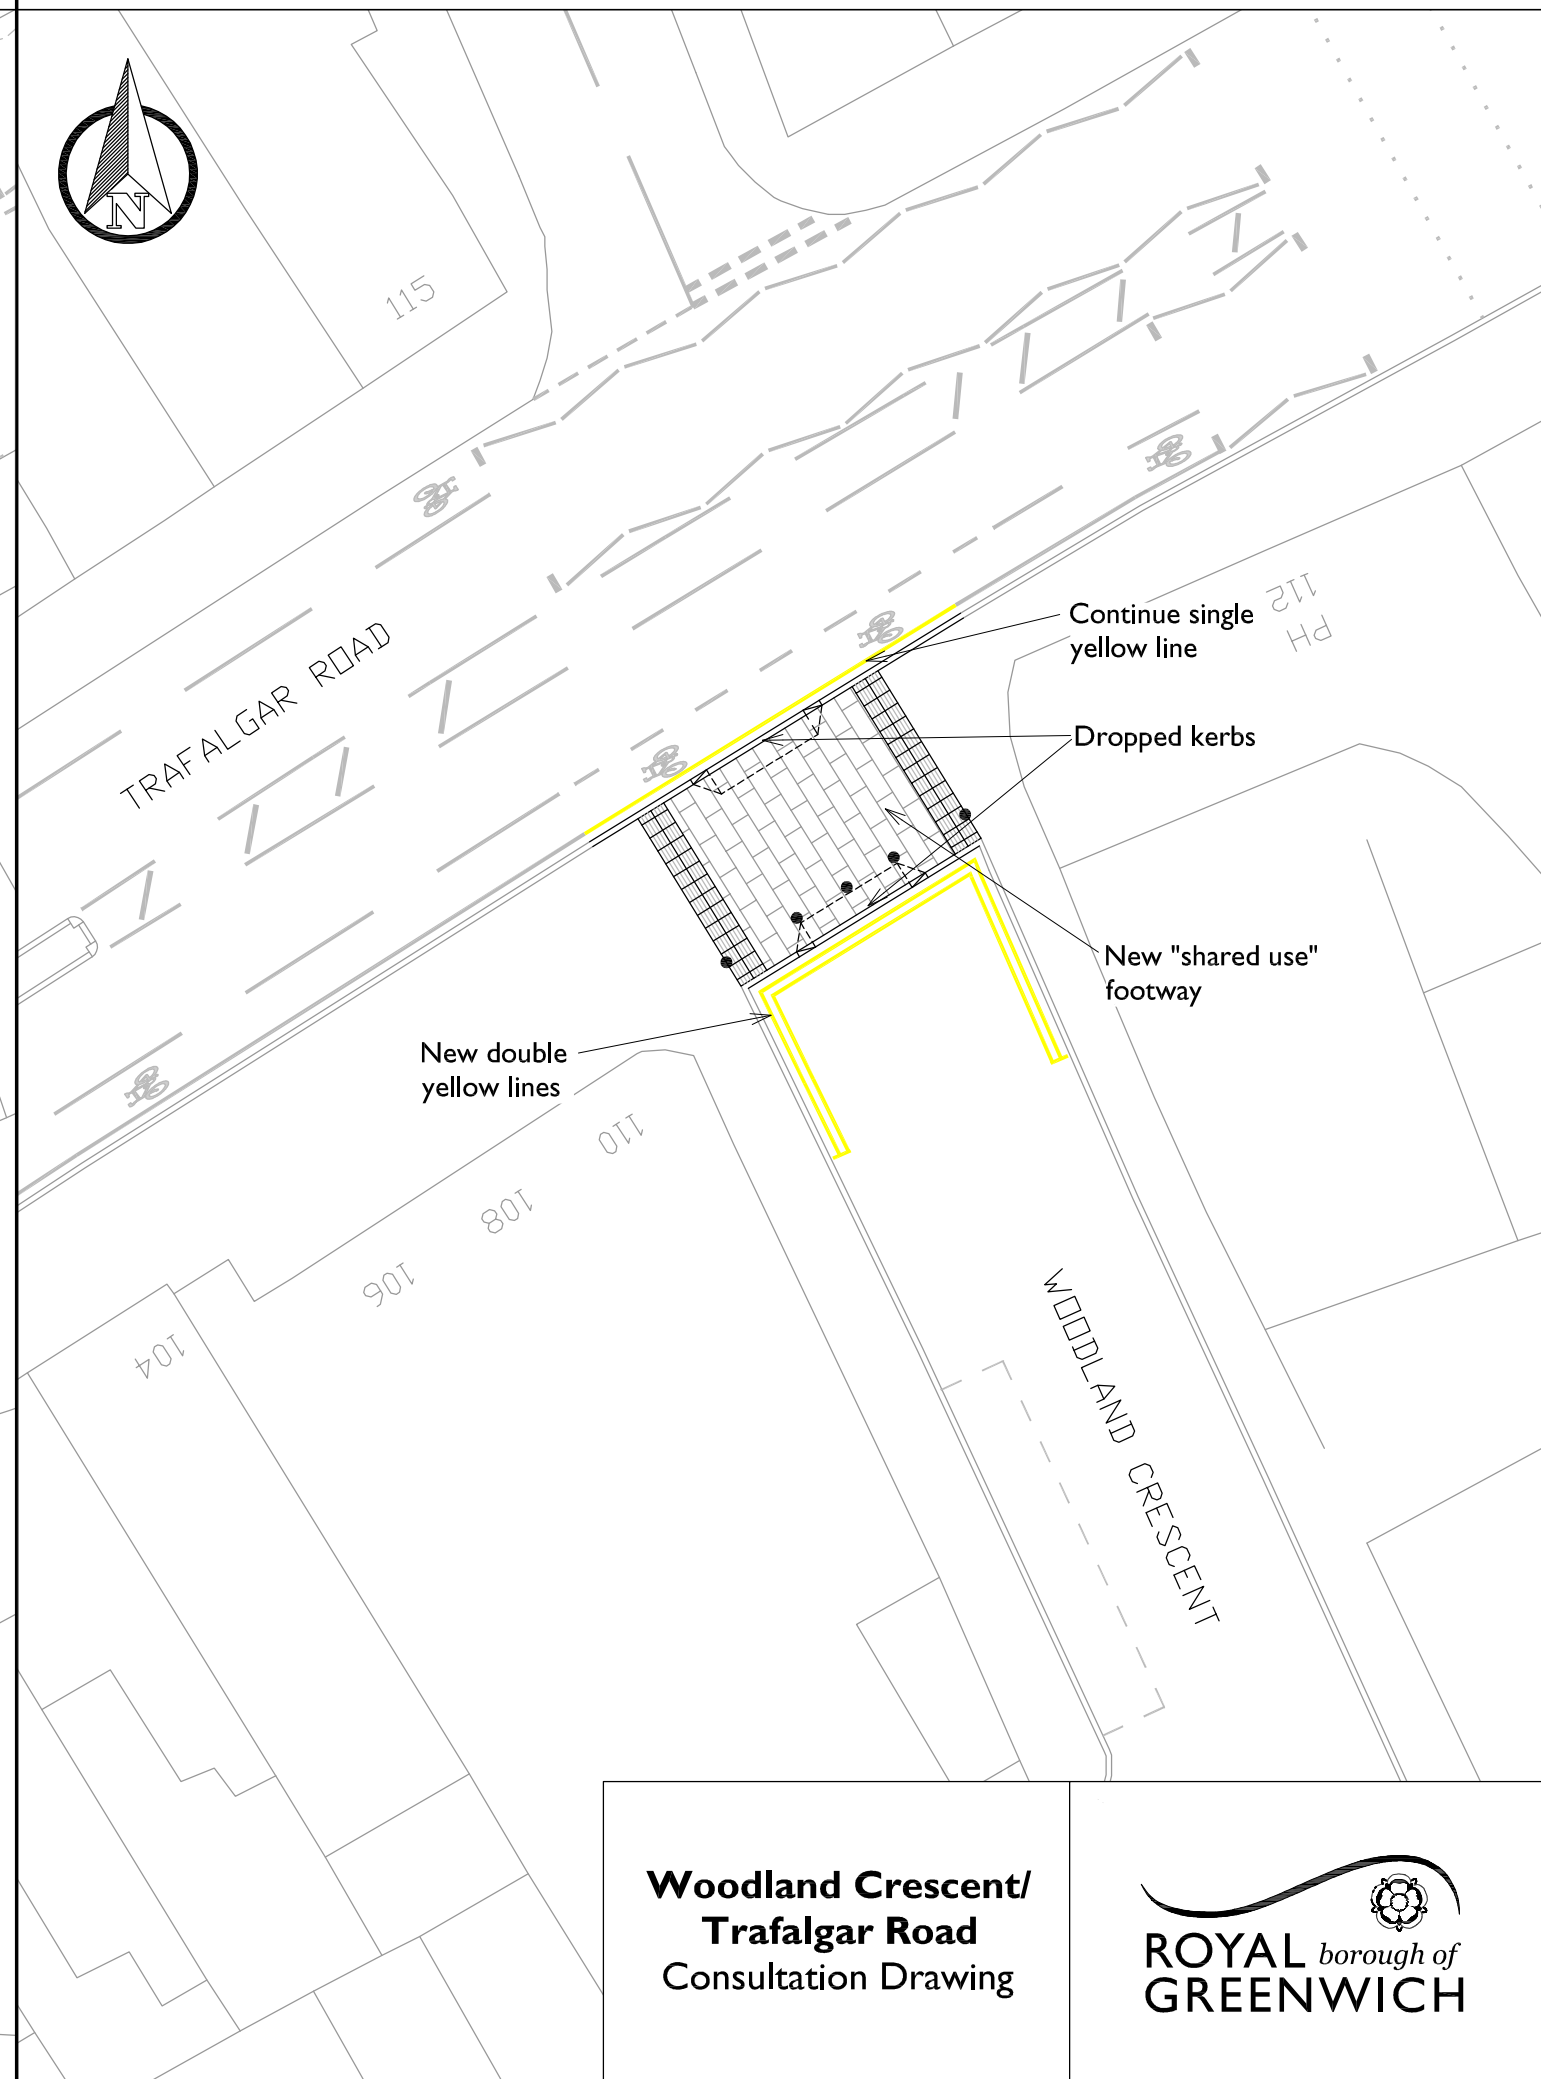 N
115
TRAFALGAR ROAD
Continue single
yellow line
112
PH
Dropped kerbs
New "shared use"
footway
New double
yellow lines
110
108
106
104
WOODLAND CRESCENT
Woodland Crescent/
Trafalgar Road
Consultation Drawing
ROYAL borough of
GREENWICH